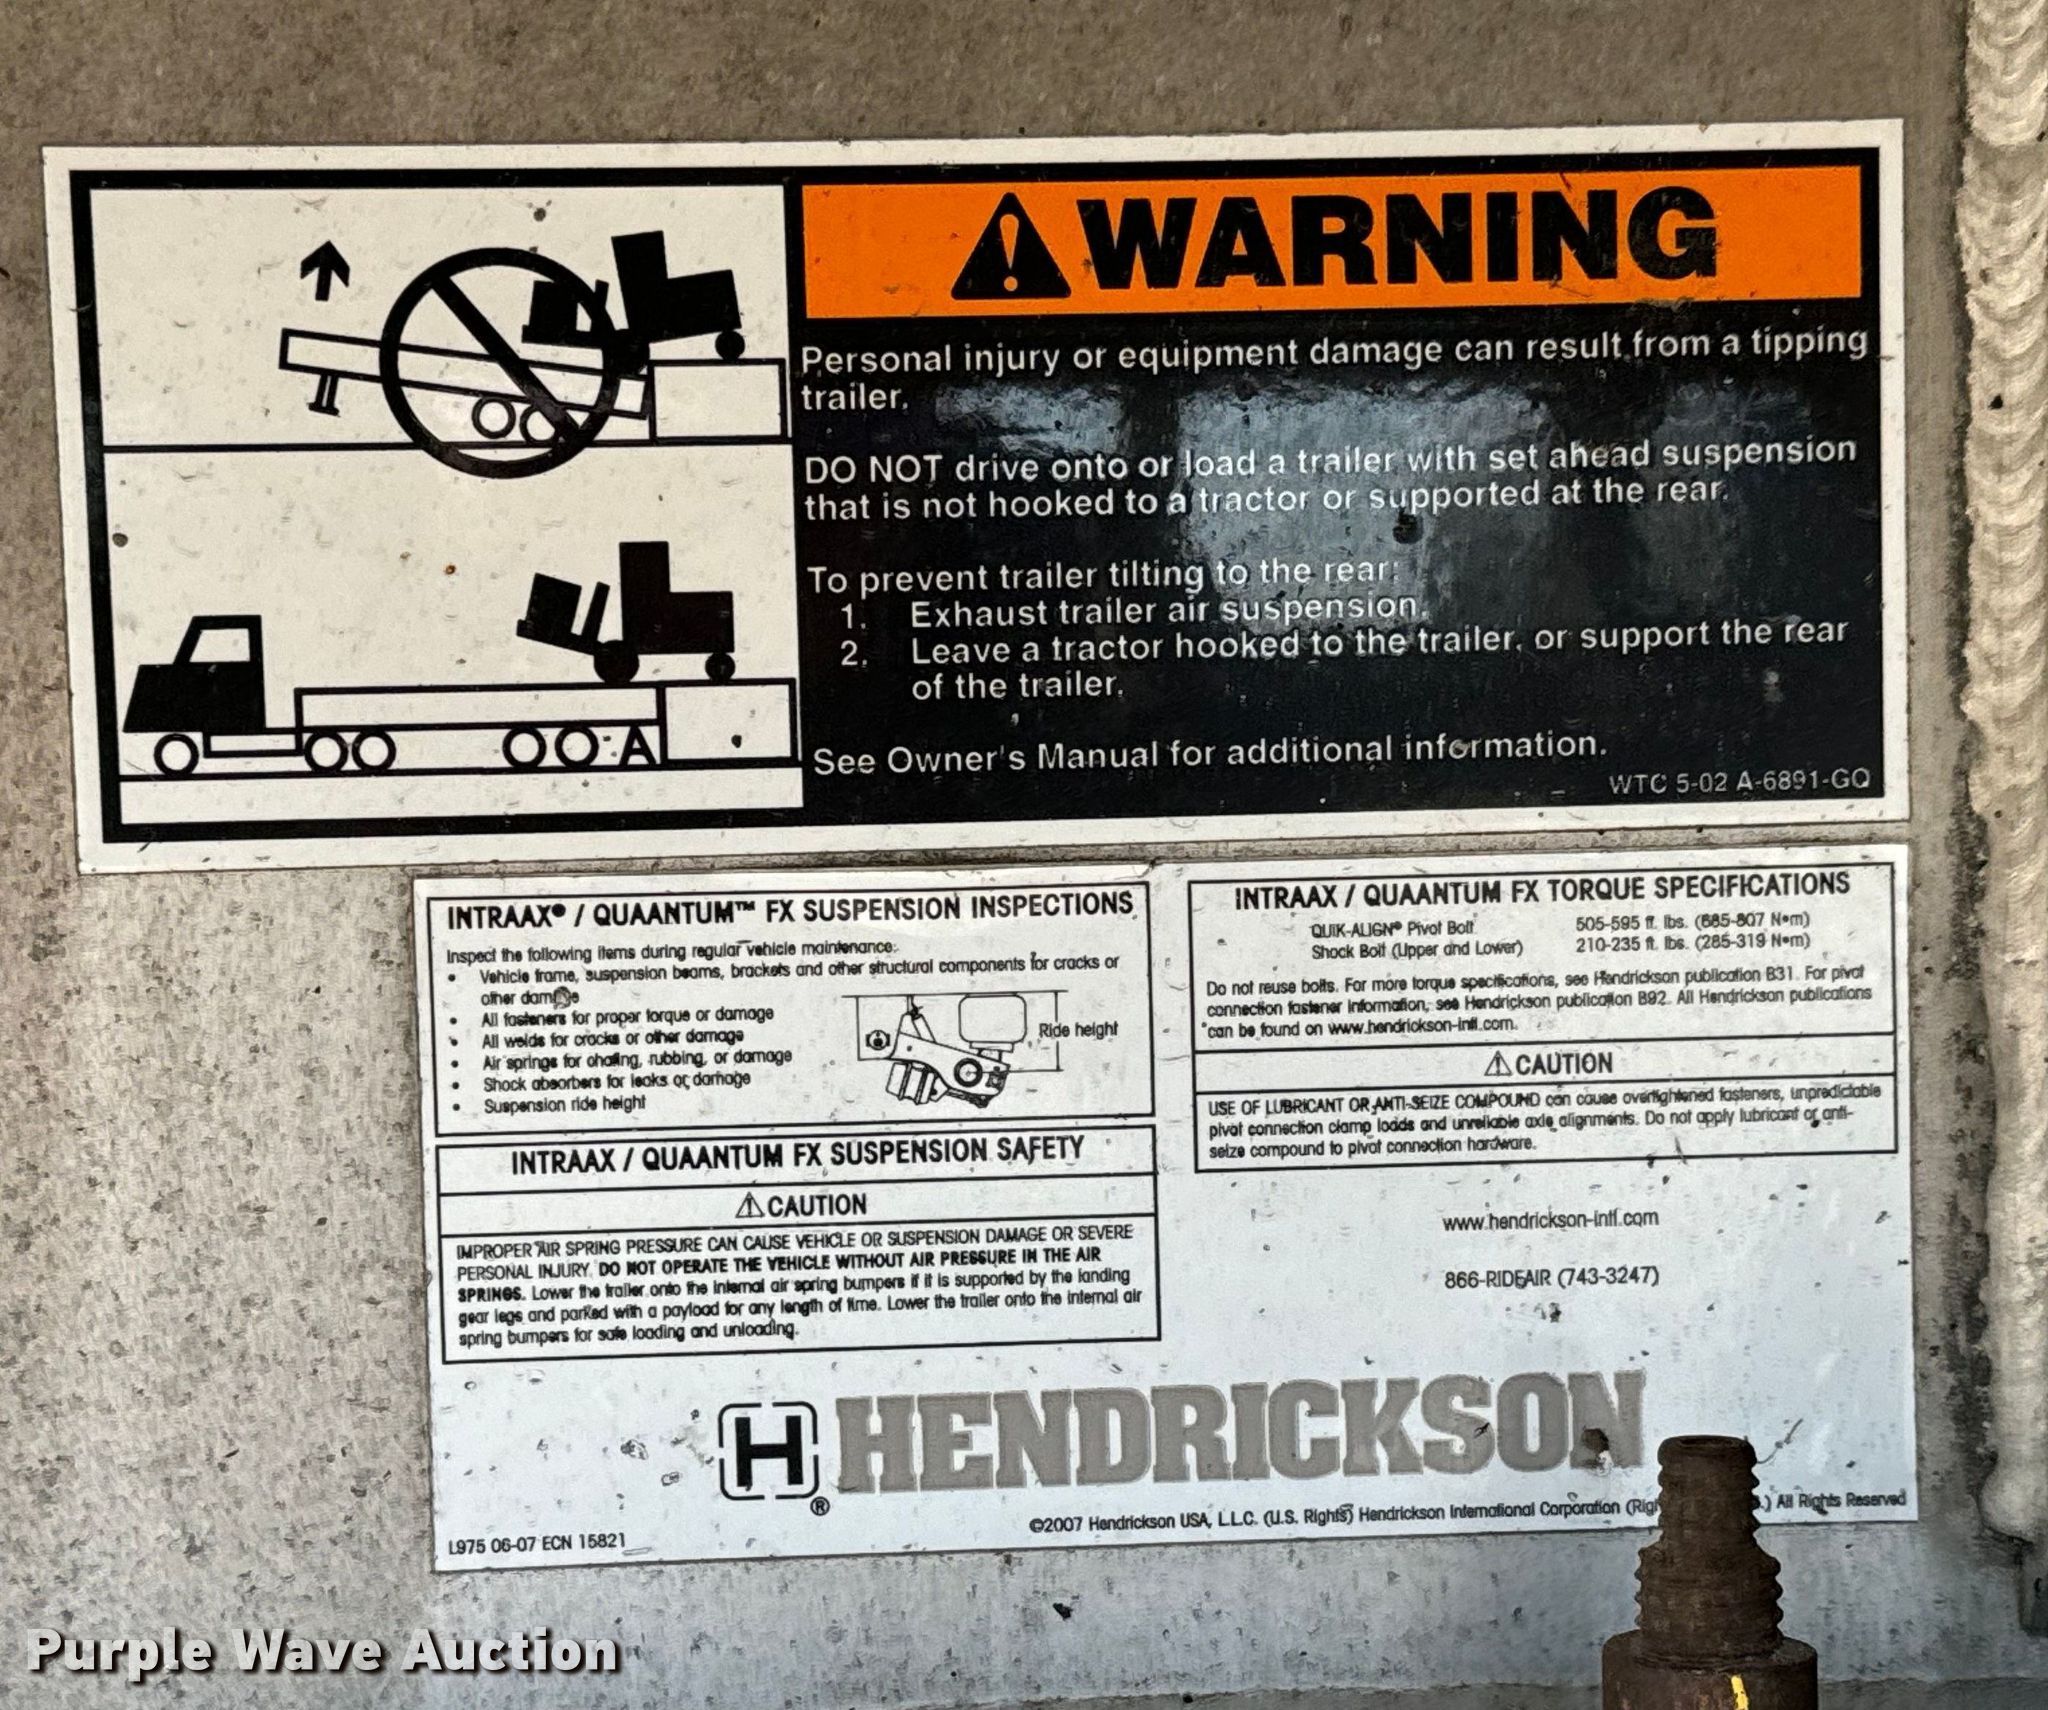 WARNING
Personal injury or equipment damage can result from a tipping
trailer.
DO NOT drive onto or load a trailer with set ahead suspension
that is not hooked to a tractor or supported at the rear.
To prevent trailer tilting to the rear:
1. Exhaust trailer air suspension.
2. Leave a tractor hooked to the trailer, or support the rear
of the trailer.
See Owner's Manual for additional information.
WTC 5-02 A-6891-GQ
INTRAAX® / QUAANTUM™ FX SUSPENSION INSPECTIONS
Inspect the following items during regular vehicle maintenance:
• Vehicle frame, suspension beams, brackets and other structural components for cracks or
other damage
• All fasteners for proper torque or damage
• All welds for cracks or other damage
• Air springs for chafing, rubbing, or damage
• Shock absorbers for leaks or damage
• Suspension ride height
Ride height
INTRAAX / QUAANTUM FX SUSPENSION SAFETY
⚠CAUTION
IMPROPER AIR SPRING PRESSURE CAN CAUSE VEHICLE OR SUSPENSION DAMAGE OR SEVERE
PERSONAL INJURY. DO NOT OPERATE THE VEHICLE WITHOUT AIR PRESSURE IN THE AIR
SPRINGS. Lower the trailer onto the internal air spring bumpers if it is supported by the landing
gear legs and parked with a payload for any length of time. Lower the trailer onto the internal air
spring bumpers for safe loading and unloading.
INTRAAX / QUAANTUM FX TORQUE SPECIFICATIONS
QUIK-ALIGN® Pivot Bolt 505-595 ft. lbs. (685-807 N•m)
Shock Bolt (Upper and Lower) 210-235 ft. lbs. (285-319 N•m)
Do not reuse bolts. For more torque specifications, see Hendrickson publication B31. For pivot
connection fastener information, see Hendrickson publication B92. All Hendrickson publications
can be found on www.hendrickson-intl.com.
⚠CAUTION
USE OF LUBRICANT OR ANTI-SEIZE COMPOUND can cause overtightened fasteners, unpredictable
pivot connection clamp loads and unreliable axle alignments. Do not apply lubricant or anti-
seize compound to pivot connection hardware.
www.hendrickson-intl.com
866-RIDEAIR (743-3247)
H® HENDRICKSON
©2007 Hendrickson USA, L.L.C. (U.S. Rights) Hendrickson International Corporation All Rights Reserved
L975 06-07 ECN 15821
Purple Wave Auction